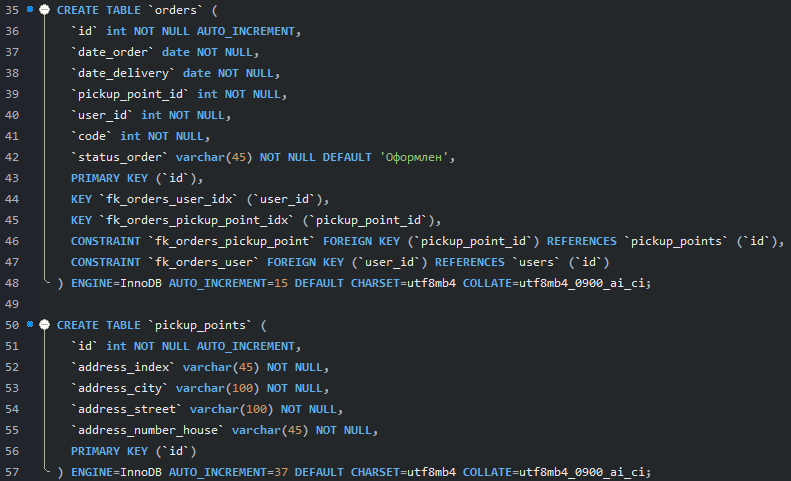 35 CREATE TABLE `orders` (
36 `id` int NOT NULL AUTO_INCREMENT,
37 `date_order` date NOT NULL,
38 `date_delivery` date NOT NULL,
39 `pickup_point_id` int NOT NULL,
40 `user_id` int NOT NULL,
41 `code` int NOT NULL,
42 `status_order` varchar(45) NOT NULL DEFAULT 'Оформлен',
43 PRIMARY KEY (`id`),
44 KEY `fk_orders_user_idx` (`user_id`),
45 KEY `fk_orders_pickup_point_idx` (`pickup_point_id`),
46 CONSTRAINT `fk_orders_pickup_point` FOREIGN KEY (`pickup_point_id`) REFERENCES `pickup_points` (`id`),
47 CONSTRAINT `fk_orders_user` FOREIGN KEY (`user_id`) REFERENCES `users` (`id`)
48 ) ENGINE=InnoDB AUTO_INCREMENT=15 DEFAULT CHARSET=utf8mb4 COLLATE=utf8mb4_0900_ai_ci;
49
50 CREATE TABLE `pickup_points` (
51 `id` int NOT NULL AUTO_INCREMENT,
52 `address_index` varchar(45) NOT NULL,
53 `address_city` varchar(100) NOT NULL,
54 `address_street` varchar(100) NOT NULL,
55 `address_number_house` varchar(45) NOT NULL,
56 PRIMARY KEY (`id`)
57 ) ENGINE=InnoDB AUTO_INCREMENT=37 DEFAULT CHARSET=utf8mb4 COLLATE=utf8mb4_0900_ai_ci;